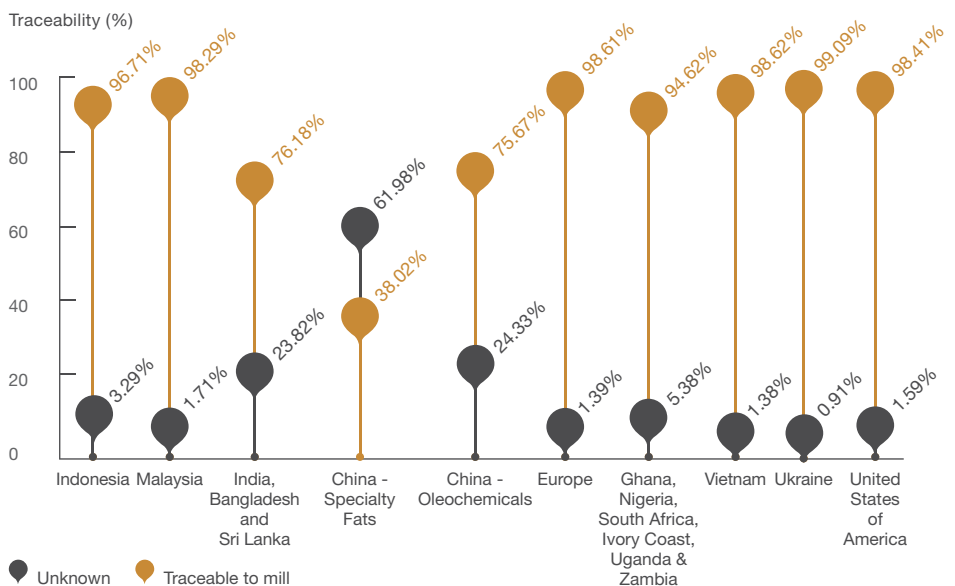 Traceability (%)
96.71%
98.29%
76.18%
61.98%
38.02%
75.67%
98.61%
94.62%
98.62%
99.09%
98.41%
100
80
60
40
20
0
3.29%
1.71%
23.82%
24.33%
1.39%
5.38%
1.38%
0.91%
1.59%
Indonesia
Malaysia
India,
Bangladesh
and
Sri Lanka
China -
Specialty
Fats
China -
Oleochemicals
Europe
Ghana,
Nigeria,
South Africa,
Ivory Coast,
Uganda &
Zambia
Vietnam
Ukraine
United
States
of
America
Unknown
Traceable to mill